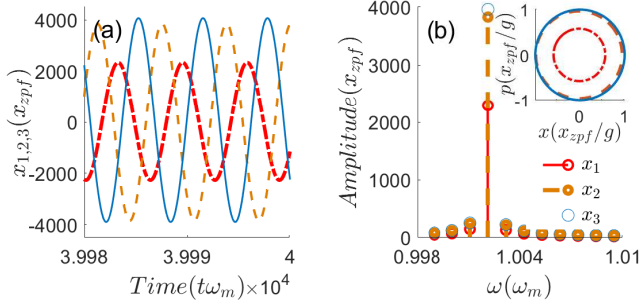 (a)
4000
2000
0
-2000
-4000
x1,2,3(xzpf)
3.998
3.999
4
Time(tωm)×10⁴
(b)
4000
3000
2000
1000
0
Amplitude(xzpf)
0.998
1.004
1.01
ω(ωm)
1
0
-1
p(xzpf/g)
-1
0
1
x(xzpf/g)
x1
x2
x3